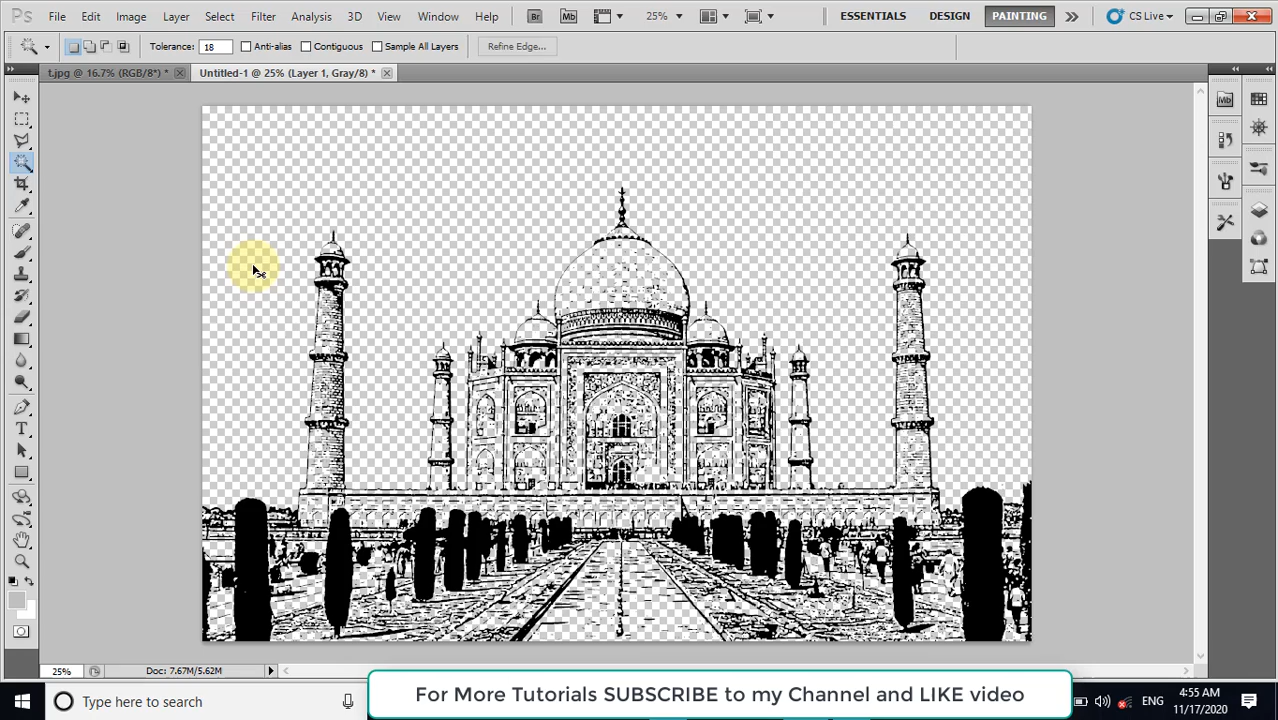 Ps
File Edit Image Layer Select Filter Analysis 3D View Window Help Br Mb 25% ESSENTIALS DESIGN PAINTING CS Live
Tolerance: 18 Anti-alias Contiguous Sample All Layers Refine Edge...
t.jpg @ 16.7% (RGB/8*) * Untitled-1 @ 25% (Layer 1, Gray/8) *
Mb
25% Doc: 7.67M/5.62M
For More Tutorials SUBSCRIBE to my Channel and LIKE video
Type here to search
ENG
4:55 AM
11/17/2020